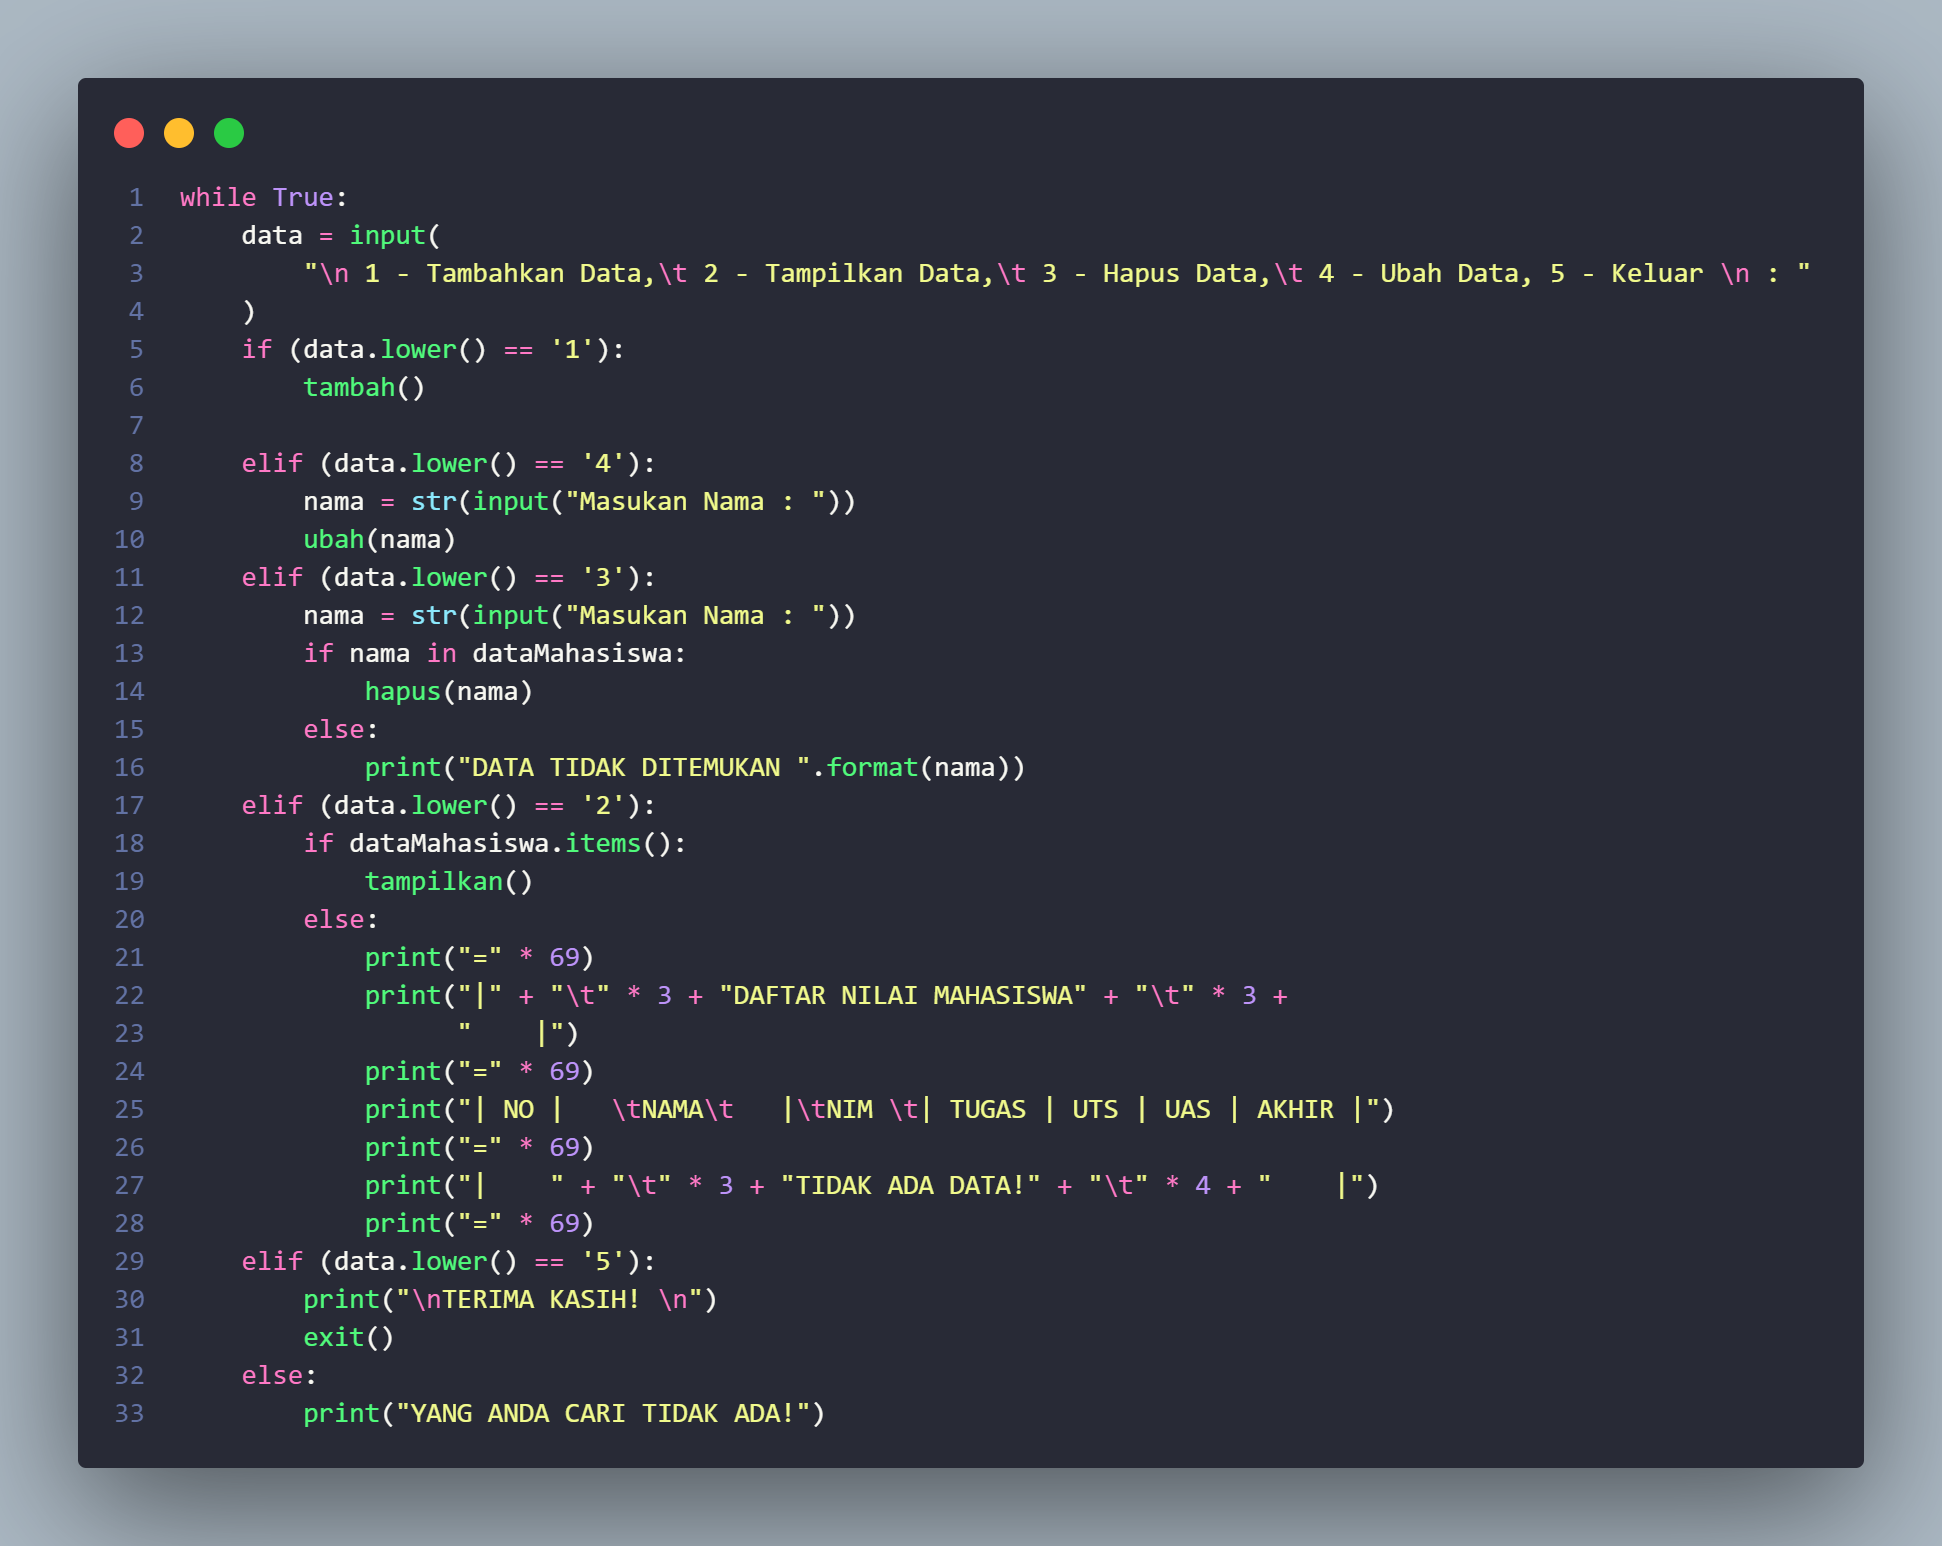 1 while True:
2     data = input(
3         "\n 1 - Tambahkan Data,\t 2 - Tampilkan Data,\t 3 - Hapus Data,\t 4 - Ubah Data, 5 - Keluar \n : "
4     )
5     if (data.lower() == '1'):
6         tambah()
7
8     elif (data.lower() == '4'):
9         nama = str(input("Masukan Nama : "))
10         ubah(nama)
11     elif (data.lower() == '3'):
12         nama = str(input("Masukan Nama : "))
13         if nama in dataMahasiswa:
14             hapus(nama)
15         else:
16             print("DATA TIDAK DITEMUKAN ".format(nama))
17     elif (data.lower() == '2'):
18         if dataMahasiswa.items():
19             tampilkan()
20         else:
21             print("=" * 69)
22             print("|" + "\t" * 3 + "DAFTAR NILAI MAHASISWA" + "\t" * 3 +
23                   "    |")
24             print("=" * 69)
25             print("| NO |   \tNAMA\t   |\tNIM \t| TUGAS | UTS | UAS | AKHIR |")
26             print("=" * 69)
27             print("|    " + "\t" * 3 + "TIDAK ADA DATA!" + "\t" * 4 + "    |")
28             print("=" * 69)
29     elif (data.lower() == '5'):
30         print("\nTERIMA KASIH! \n")
31         exit()
32     else:
33         print("YANG ANDA CARI TIDAK ADA!")